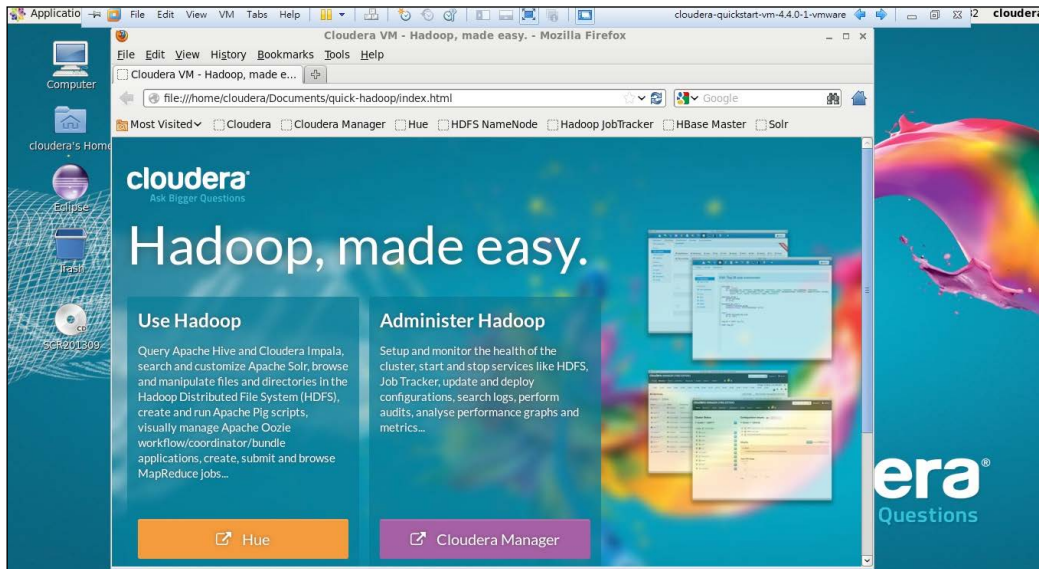 Applicatio
File Edit View VM Tabs Help
cloudera-quickstart-vm-4.4.0-1-vmware
cloudera
Cloudera VM - Hadoop, made easy. - Mozilla Firefox
File Edit View History Bookmarks Tools Help
Cloudera VM - Hadoop, made e...
file:///home/cloudera/Documents/quick-hadoop/index.html
Google
Most Visited Cloudera Cloudera Manager Hue HDFS NameNode Hadoop JobTracker HBase Master Solr
Computer
cloudera's Home
Eclipse
Trash
SCR201309
cloudera®
Ask Bigger Questions
Hadoop, made easy.
Use Hadoop
Query Apache Hive and Cloudera Impala,
search and customize Apache Solr, browse
and manipulate files and directories in the
Hadoop Distributed File System (HDFS),
create and run Apache Pig scripts,
visually manage Apache Oozie
workflow/coordinator/bundle
applications, create, submit and browse
MapReduce jobs...
Hue
Administer Hadoop
Setup and monitor the health of the
cluster, start and stop services like HDFS,
Job Tracker, update and deploy
configurations, search logs, perform
audits, analyse performance graphs and
metrics...
Cloudera Manager
era®
Questions